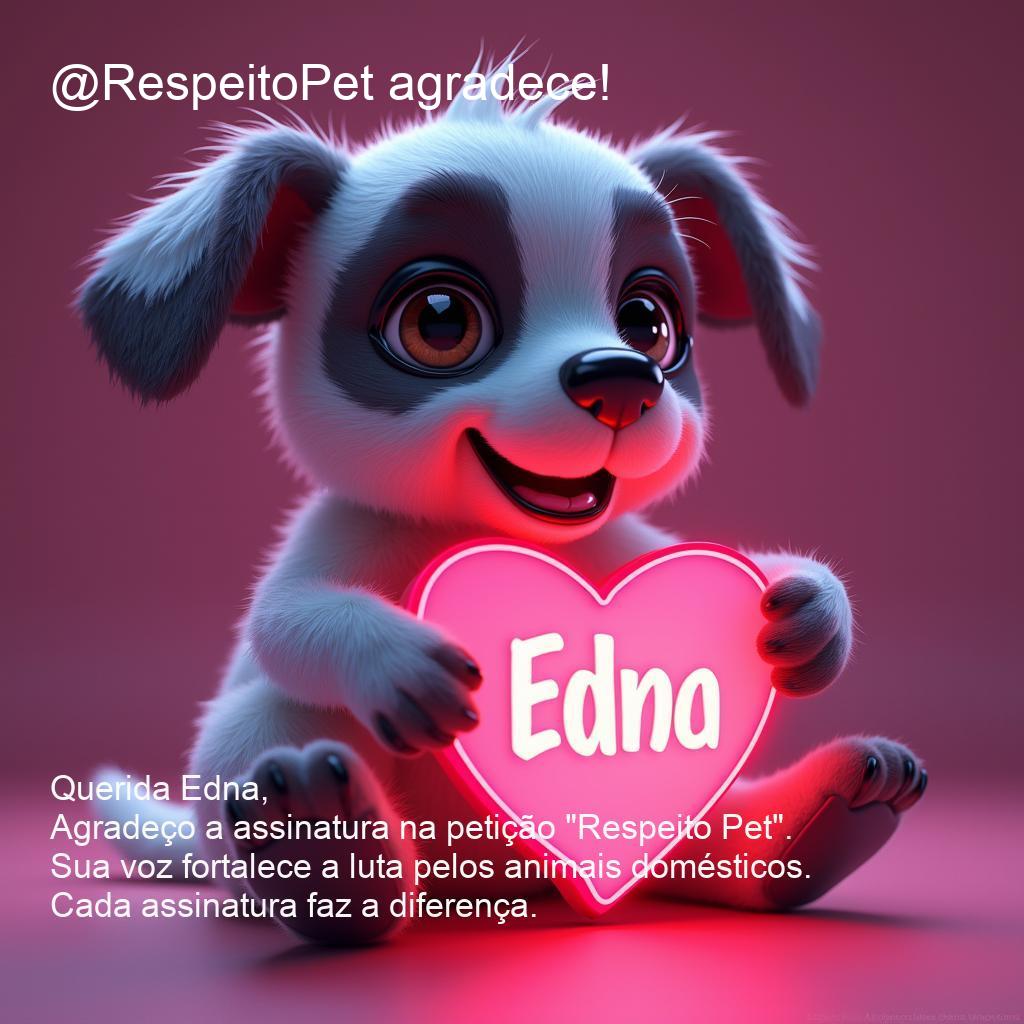 @RespeitoPet agradece!
Edna
Querida Edna,
Agradeço a assinatura na petição "Respeito Pet".
Sua voz fortalece a luta pelos animais domésticos.
Cada assinatura faz a diferença.